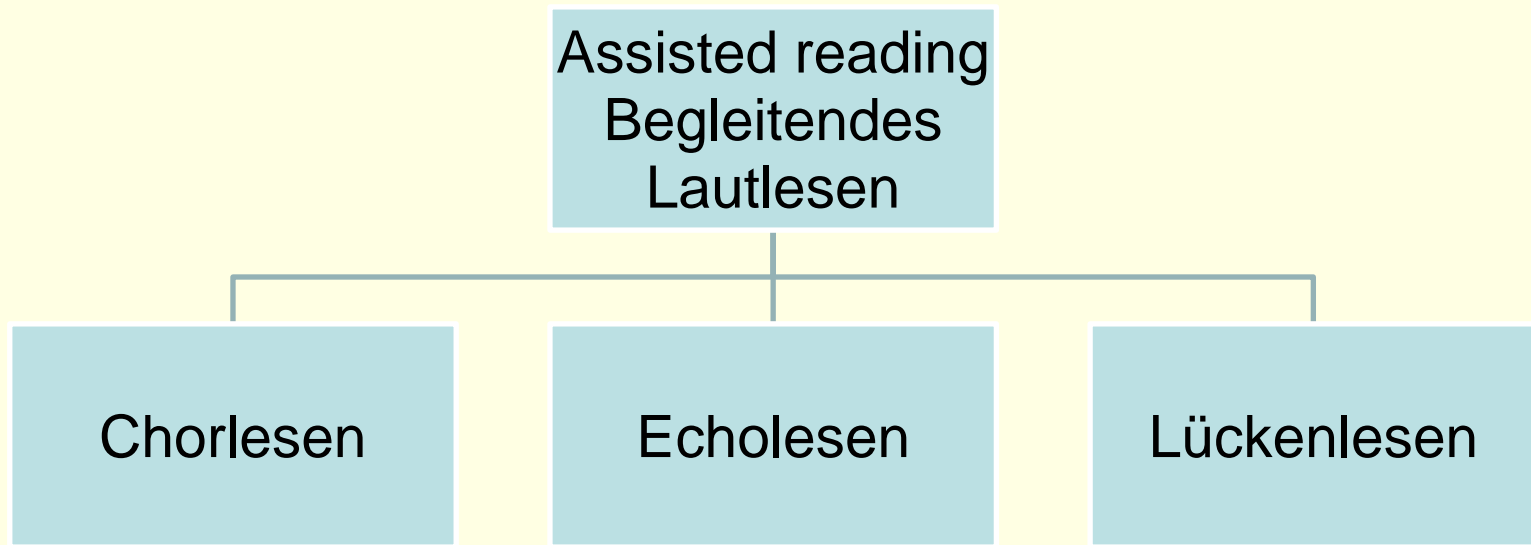 Assisted reading
Begleitendes
Lautlesen
Chorlesen
Echolesen
Lückenlesen